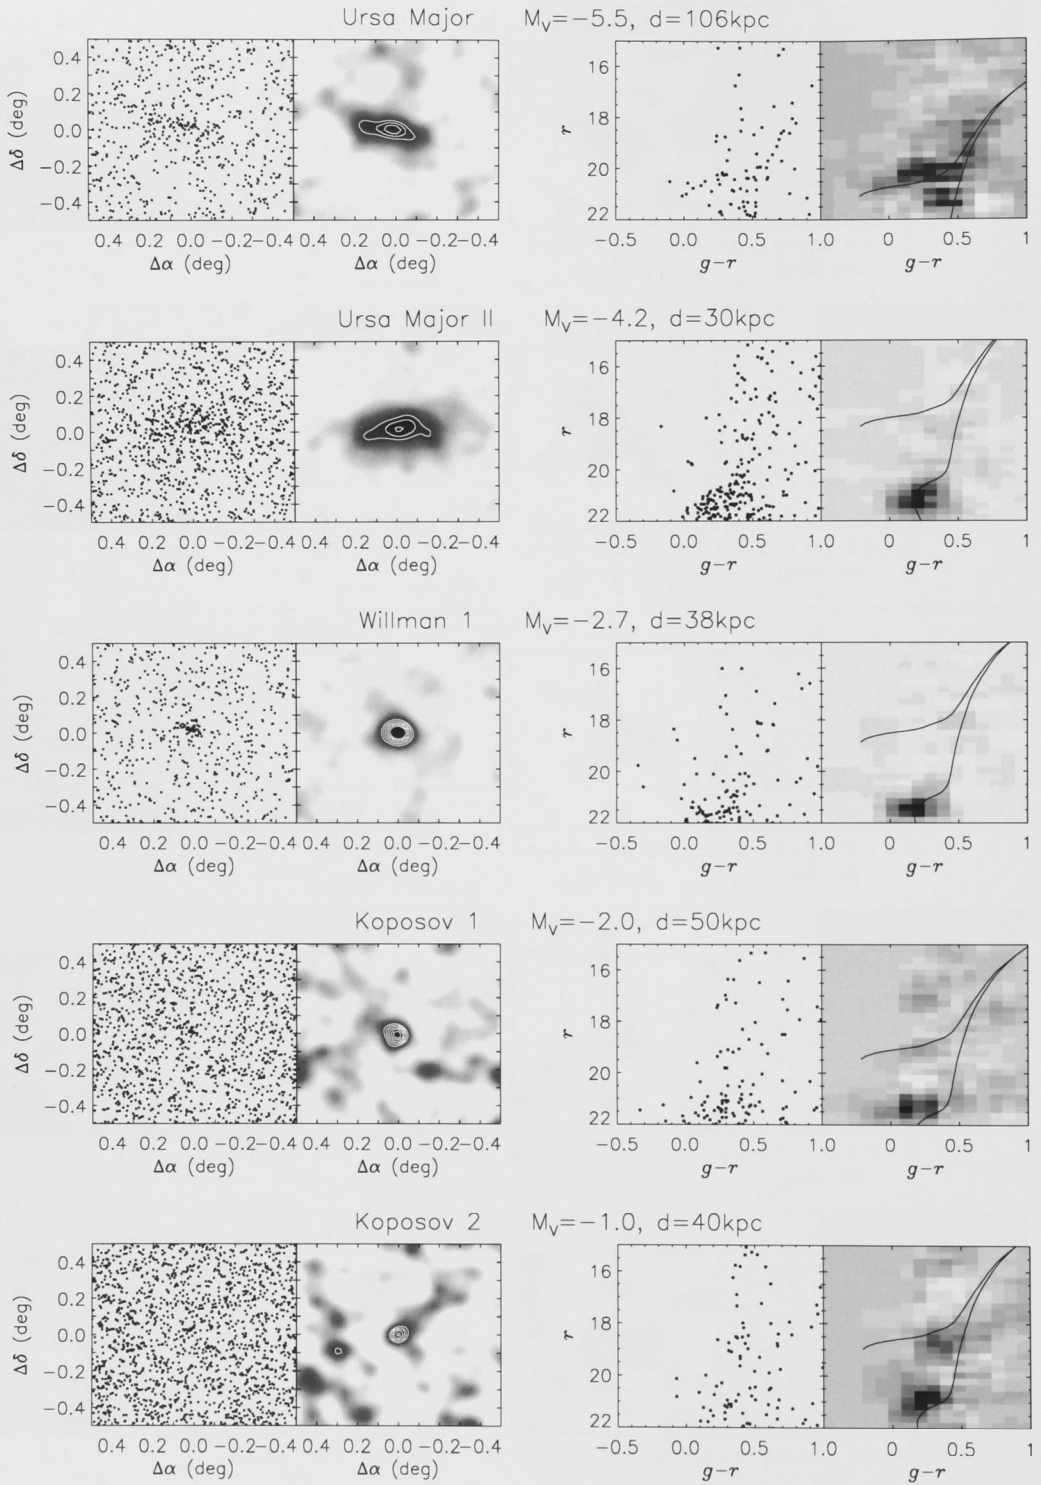 Ursa Major M_V=−5.5, d=106kpc
0.4
0.2
0.0
−0.2
−0.4
Δδ (deg)
0.4 0.2 0.0 −0.2−0.4
Δα (deg)
0.4 0.2 0.0 −0.2−0.4
Δα (deg)
16
18
20
22
r
−0.5 0.0 0.5 1.0
g−r
0 0.5 1
g−r
Ursa Major II M_V=−4.2, d=30kpc
0.4
0.2
0.0
−0.2
−0.4
Δδ (deg)
0.4 0.2 0.0 −0.2−0.4
Δα (deg)
0.4 0.2 0.0 −0.2−0.4
Δα (deg)
16
18
20
22
r
−0.5 0.0 0.5 1.0
g−r
0 0.5 1
g−r
Willman 1 M_V=−2.7, d=38kpc
0.4
0.2
0.0
−0.2
−0.4
Δδ (deg)
0.4 0.2 0.0 −0.2−0.4
Δα (deg)
0.4 0.2 0.0 −0.2−0.4
Δα (deg)
16
18
20
22
r
−0.5 0.0 0.5 1.0
g−r
0 0.5 1
g−r
Koposov 1 M_V=−2.0, d=50kpc
0.4
0.2
0.0
−0.2
−0.4
Δδ (deg)
0.4 0.2 0.0 −0.2−0.4
Δα (deg)
0.4 0.2 0.0 −0.2−0.4
Δα (deg)
16
18
20
22
r
−0.5 0.0 0.5 1.0
g−r
0 0.5 1
g−r
Koposov 2 M_V=−1.0, d=40kpc
0.4
0.2
0.0
−0.2
−0.4
Δδ (deg)
0.4 0.2 0.0 −0.2−0.4
Δα (deg)
0.4 0.2 0.0 −0.2−0.4
Δα (deg)
16
18
20
22
r
−0.5 0.0 0.5 1.0
g−r
0 0.5 1
g−r